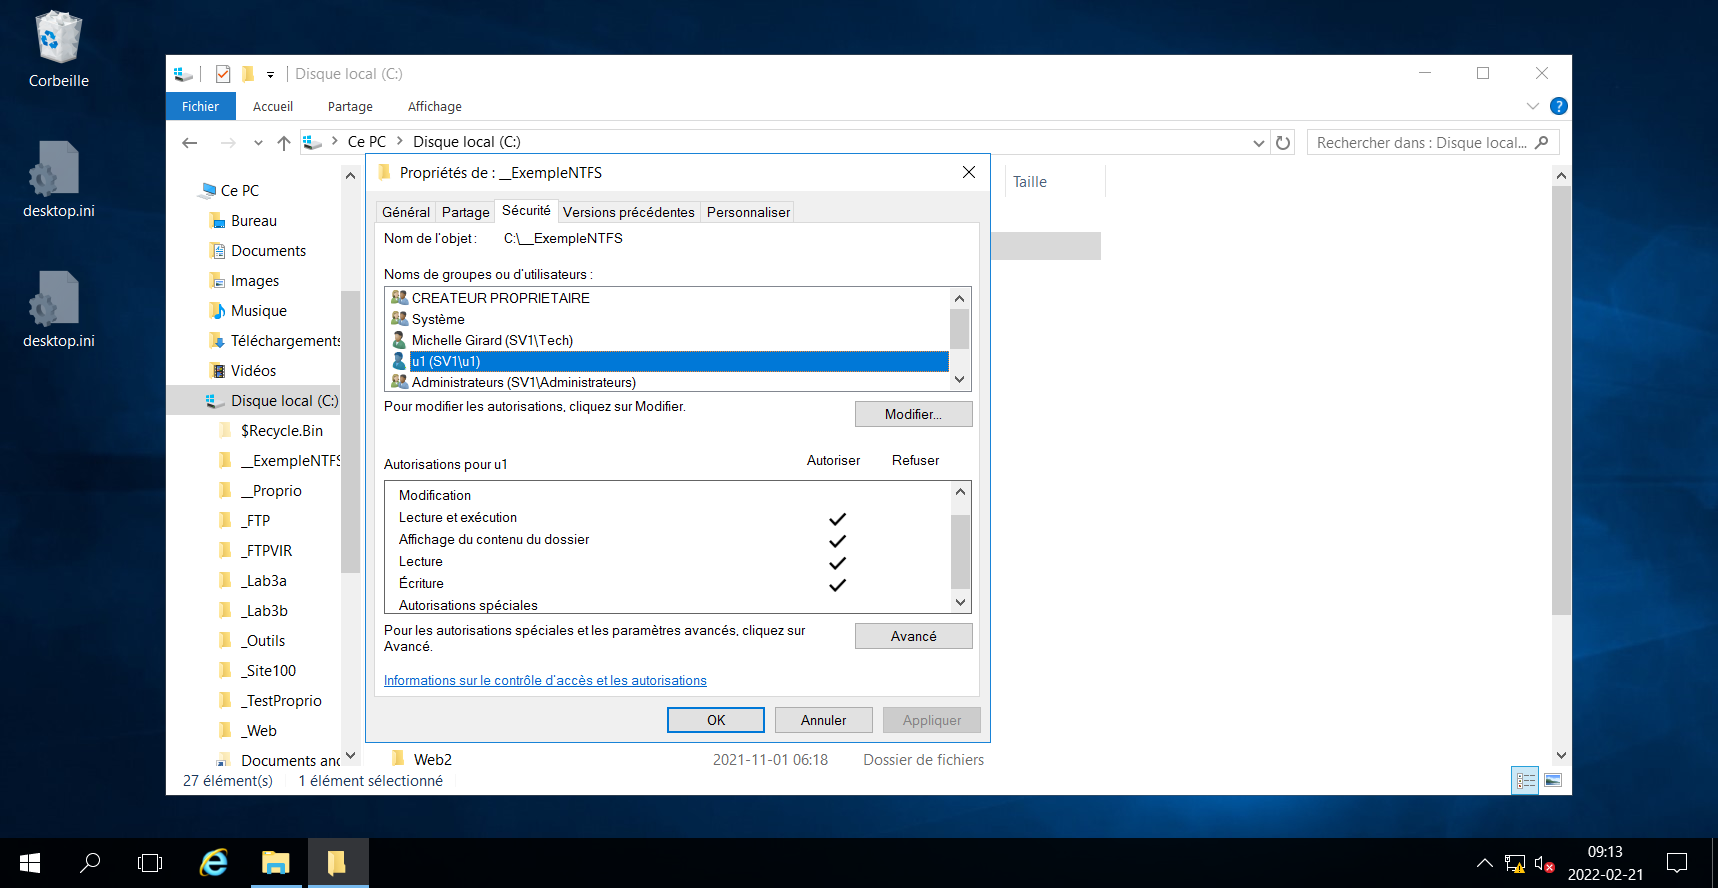 Corbeille
desktop.ini
desktop.ini
Disque local (C:)
Fichier
Accueil
Partage
Affichage
?
Ce PC
Disque local (C:)
Rechercher dans : Disque local...
Ce PC
Bureau
Documents
Images
Musique
Téléchargements
Vidéos
Disque local (C:)
$Recycle.Bin
__ExempleNTFS
__Proprio
_FTP
_FTPVIR
_Lab3a
_Lab3b
_Outils
_Site100
_TestProprio
_Web
Documents and
Propriétés de : __ExempleNTFS
Taille
Général
Partage
Sécurité
Versions précédentes
Personnaliser
Nom de l'objet : C:\__ExempleNTFS
Noms de groupes ou d'utilisateurs :
CREATEUR PROPRIETAIRE
Système
Michelle Girard (SV1\Tech)
u1 (SV1\u1)
Administrateurs (SV1\Administrateurs)
Pour modifier les autorisations, cliquez sur Modifier.
Modifier...
Autorisations pour u1
Autoriser
Refuser
Modification
Lecture et exécution
Affichage du contenu du dossier
Lecture
Écriture
Autorisations spéciales
Pour les autorisations spéciales et les paramètres avancés, cliquez sur
Avancé.
Avancé
Informations sur le contrôle d'accès et les autorisations
OK
Annuler
Appliquer
Web2
2021-11-01 06:18
Dossier de fichiers
27 élément(s)
1 élément sélectionné
09:13
2022-02-21